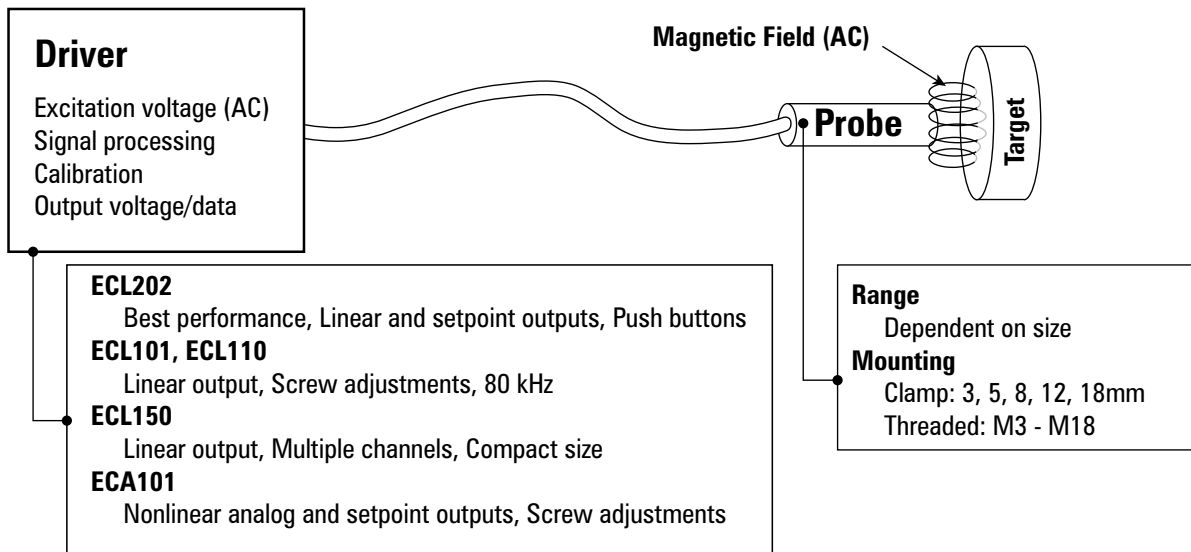 Driver
Excitation voltage (AC)
Signal processing
Calibration
Output voltage/data
Magnetic Field (AC)
Probe
Target
ECL202
Best performance, Linear and setpoint outputs, Push buttons
ECL101, ECL110
Linear output, Screw adjustments, 80 kHz
ECL150
Linear output, Multiple channels, Compact size
ECA101
Nonlinear analog and setpoint outputs, Screw adjustments
Range
Dependent on size
Mounting
Clamp: 3, 5, 8, 12, 18mm
Threaded: M3 - M18